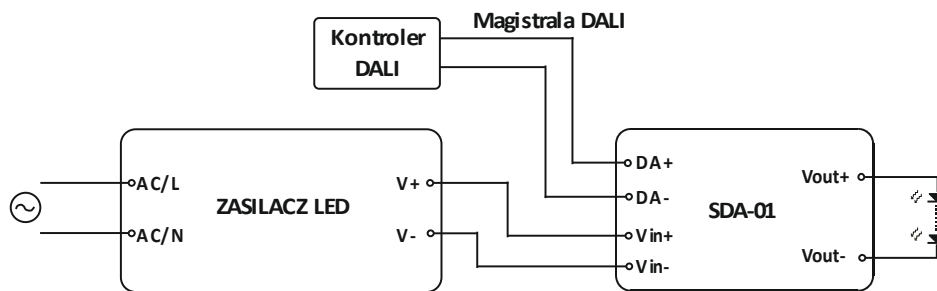 Magistrala DALI
Kontroler
DALI
AC/L
AC/N
ZASILACZ LED
V+
V-
DA+
DA-
Vin+
Vin-
SDA-01
Vout+
Vout-